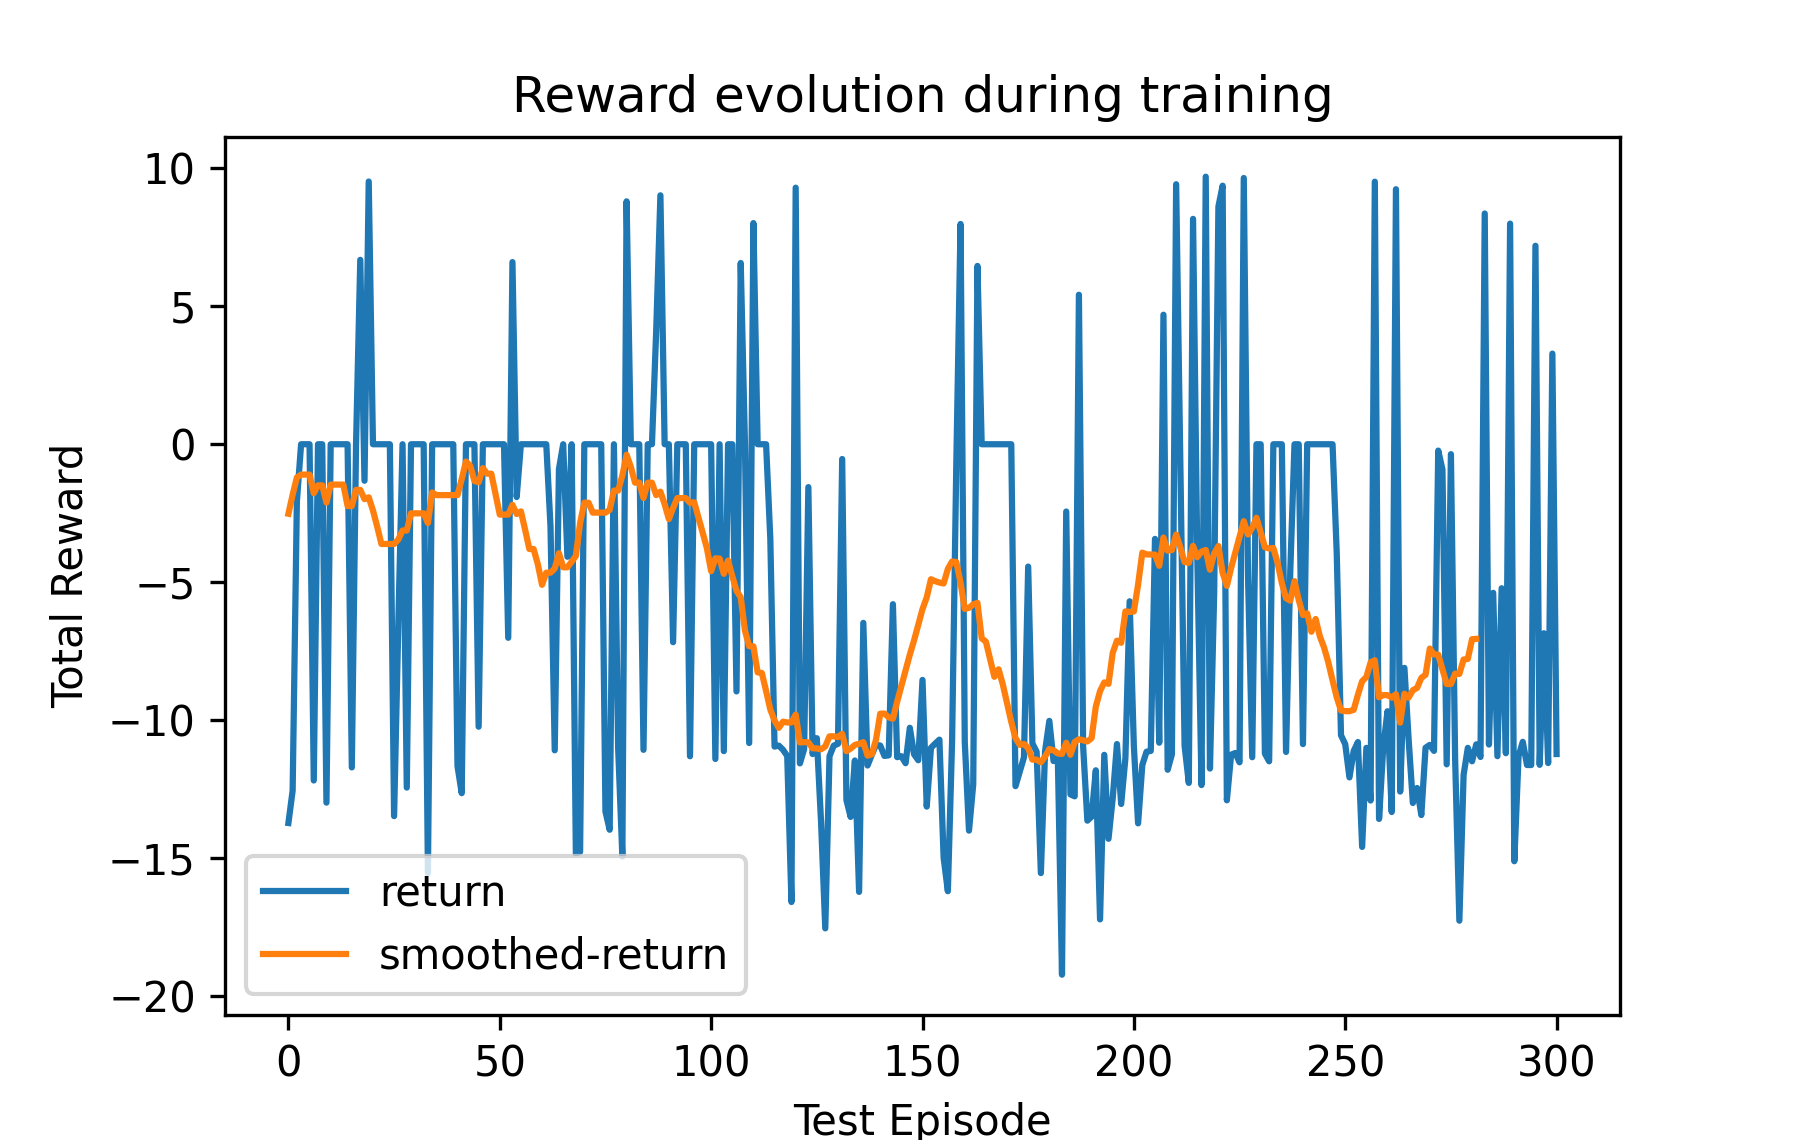 Reward evolution during training
10
5
0
−5
−10
−15
−20
Total Reward
return
smoothed-return
0 50 100 150 200 250 300
Test Episode